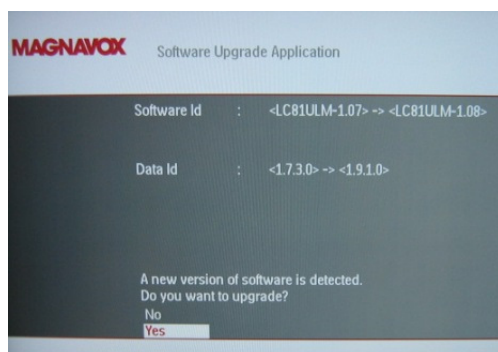 MAGNAVOX Software Upgrade Application
Software Id : <LC81ULM-1.07> -> <LC81ULM-1.08>
Data Id : <1.7.3.0> -> <1.9.1.0>
A new version of software is detected.
Do you want to upgrade?
No
Yes